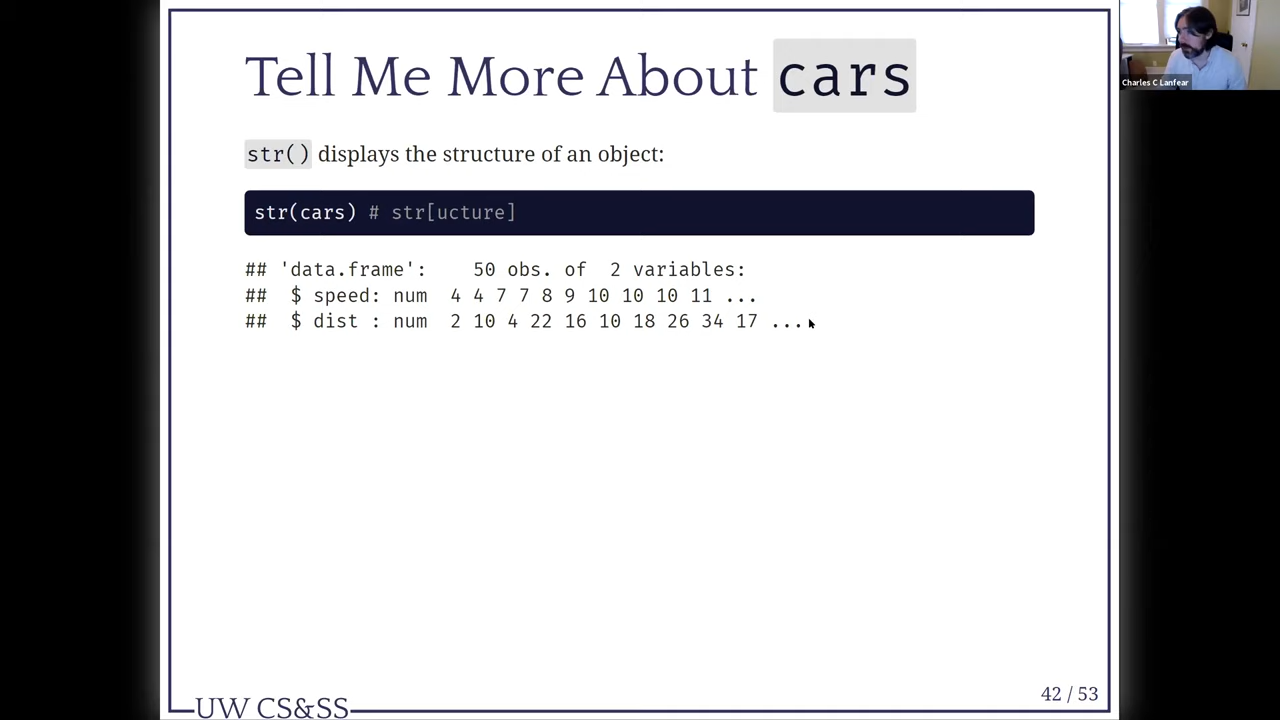 Tell Me More About cars
Charles C Lanfear
str() displays the structure of an object:
str(cars) # str[ucture]
## 'data.frame':    50 obs. of  2 variables:
##  $ speed: num  4 4 7 7 8 9 10 10 10 11 ...
##  $ dist : num  2 10 4 22 16 10 18 26 34 17 ...
42 / 53
UW CS&SS